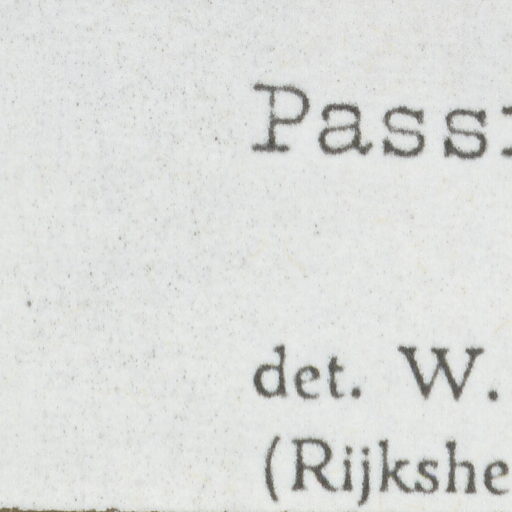 Pass
det. W.
(Rijkshe